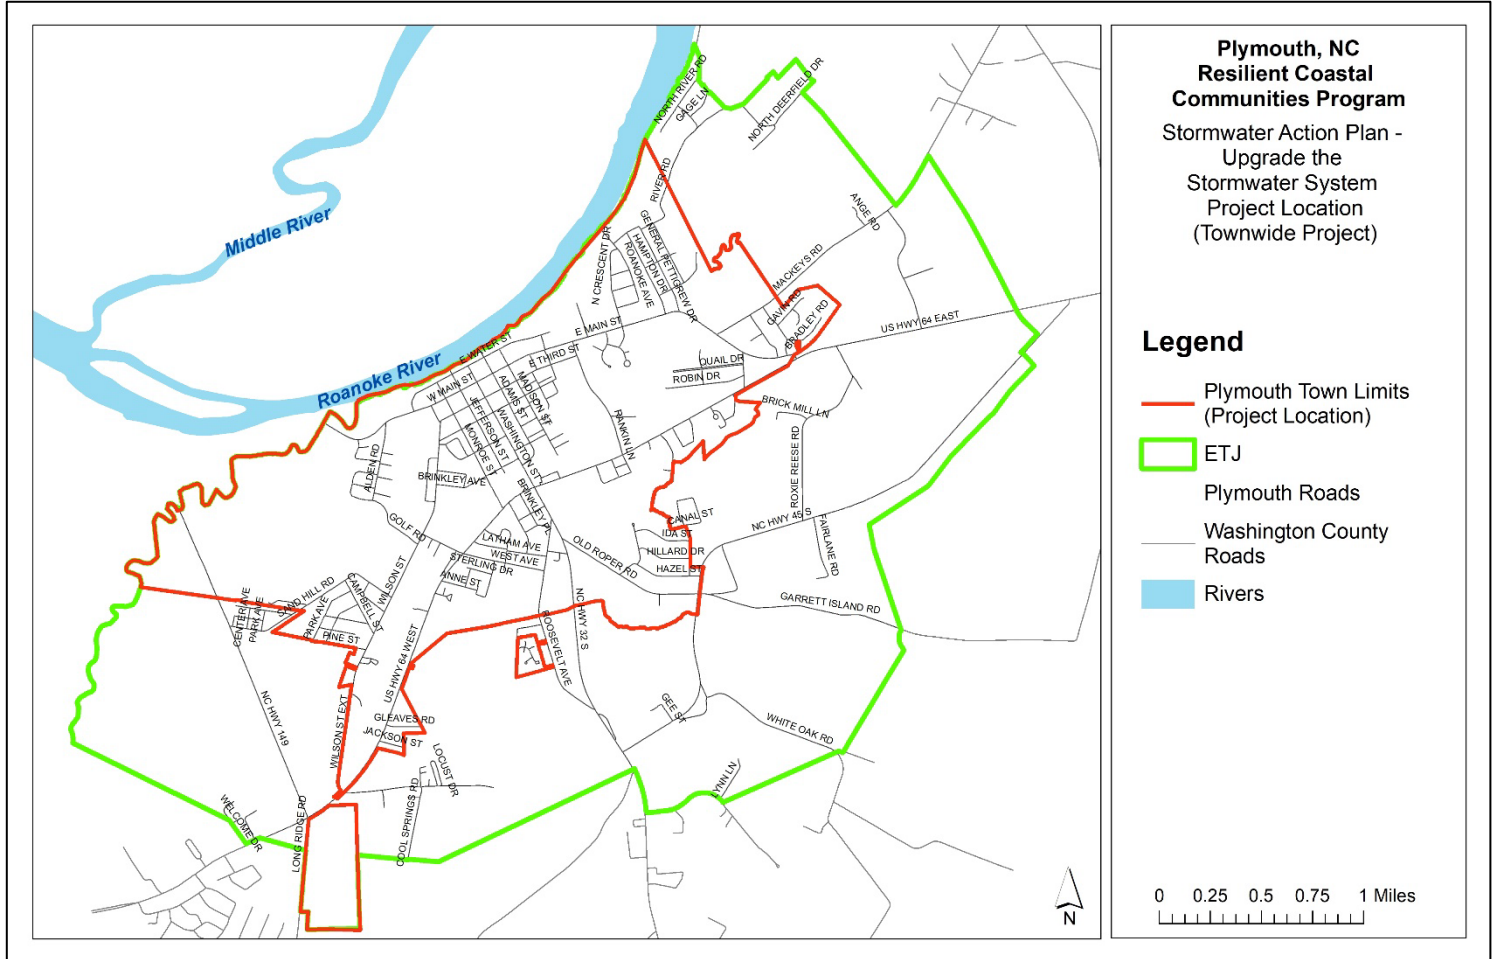 Plymouth, NC
Resilient Coastal
Communities Program
Stormwater Action Plan -
Upgrade the
Stormwater System
Project Location
(Townwide Project)
Legend
Plymouth Town Limits
(Project Location)
ETJ
Plymouth Roads
Washington County
Roads
Rivers
0 0.25 0.5 0.75 1 Miles
N
Middle River
Roanoke River
NORTH RIVER RD
GAGE LN
NORTH DEERFIELD DR
RIVER RD
ANGE RD
GENERAL PETTIGREW DR
HAMPTON DR
ROANOKE AVE
N CRESCENT DR
MACKEYS RD
GAVIN RD
BRADLEY RD
US HWY 64 EAST
E MAIN ST
E WATER ST
E THIRD ST
W MAIN ST
QUAIL DR
ROBIN DR
MADISON ST
ADAMS ST
WASHINGTON ST
JEFFERSON ST
MONROE ST
RANKIN LN
BRICK MILL LN
ROXIE REESE RD
ALDEN RD
BRINKLEY AVE
BRINKLEY PL
GOLF RD
CANAL ST
IDA ST
HILLARD DR
HAZEL ST
NC HWY 45 S
FAIRLANE RD
LATHAM AVE
WEST AVE
STERLING DR
ANNE ST
OLD ROPER RD
WILSON ST
GARRETT ISLAND RD
SAND HILL RD
CAMPBELL ST
CENTER AVE
PARK AVE
PARK AVE
PINE ST
NC HWY 32 S
ROOSEVELT AVE
US HWY 64 WEST
NC HWY 149
WILSON ST EXT
GLEAVES RD
JACKSON ST
GEE ST
WHITE OAK RD
LOCUST DR
LYNN LN
COOL SPRINGS RD
WELCOME DR
LONG RIDGE RD